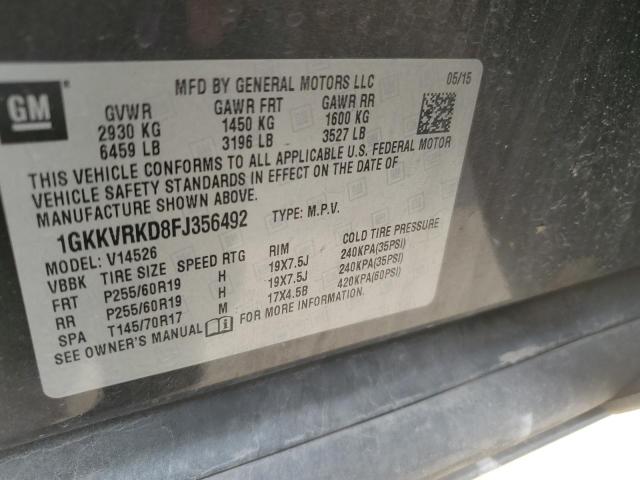 GM
MFD BY GENERAL MOTORS LLC 05/15
GVWR GAWR FRT GAWR RR
2930 KG 1450 KG 1600 KG
6459 LB 3196 LB 3527 LB
THIS VEHICLE CONFORMS TO ALL APPLICABLE U.S. FEDERAL MOTOR
VEHICLE SAFETY STANDARDS IN EFFECT ON THE DATE OF
MANUFACTURE SHOWN ABOVE.
1GKKVRKD8FJ356492 TYPE: M.P.V.
MODEL: V14526
VBBK TIRE SIZE SPEED RTG RIM COLD TIRE PRESSURE
FRT P255/60R19 H 19X7.5J 240KPA(35PSI)
RR P255/60R19 H 19X7.5J 240KPA(35PSI)
SPA T145/70R17 M 17X4.5B 420KPA(60PSI)
SEE OWNER'S MANUAL FOR MORE INFORMATION.